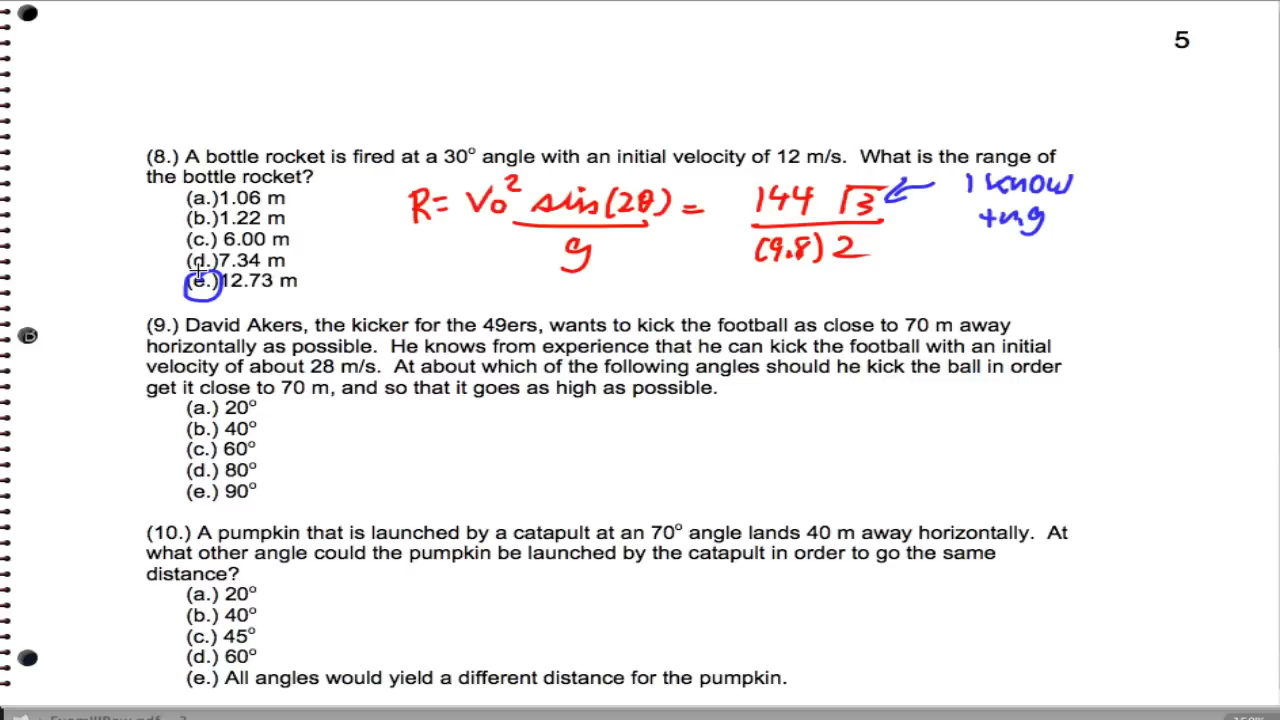 5
(8.) A bottle rocket is fired at a 30° angle with an initial velocity of 12 m/s. What is the range of
the bottle rocket?
(a.) 1.06 m
(b.) 1.22 m
(c.) 6.00 m
(d.) 7.34 m
(e.) 12.73 m
R = V₀² sin(2θ) / g = 144 √3 / (9.8) 2
I know
trig
(9.) David Akers, the kicker for the 49ers, wants to kick the football as close to 70 m away
horizontally as possible. He knows from experience that he can kick the football with an initial
velocity of about 28 m/s. At about which of the following angles should he kick the ball in order
get it close to 70 m, and so that it goes as high as possible.
(a.) 20°
(b.) 40°
(c.) 60°
(d.) 80°
(e.) 90°
(10.) A pumpkin that is launched by a catapult at an 70° angle lands 40 m away horizontally. At
what other angle could the pumpkin be launched by the catapult in order to go the same
distance?
(a.) 20°
(b.) 40°
(c.) 45°
(d.) 60°
(e.) All angles would yield a different distance for the pumpkin.